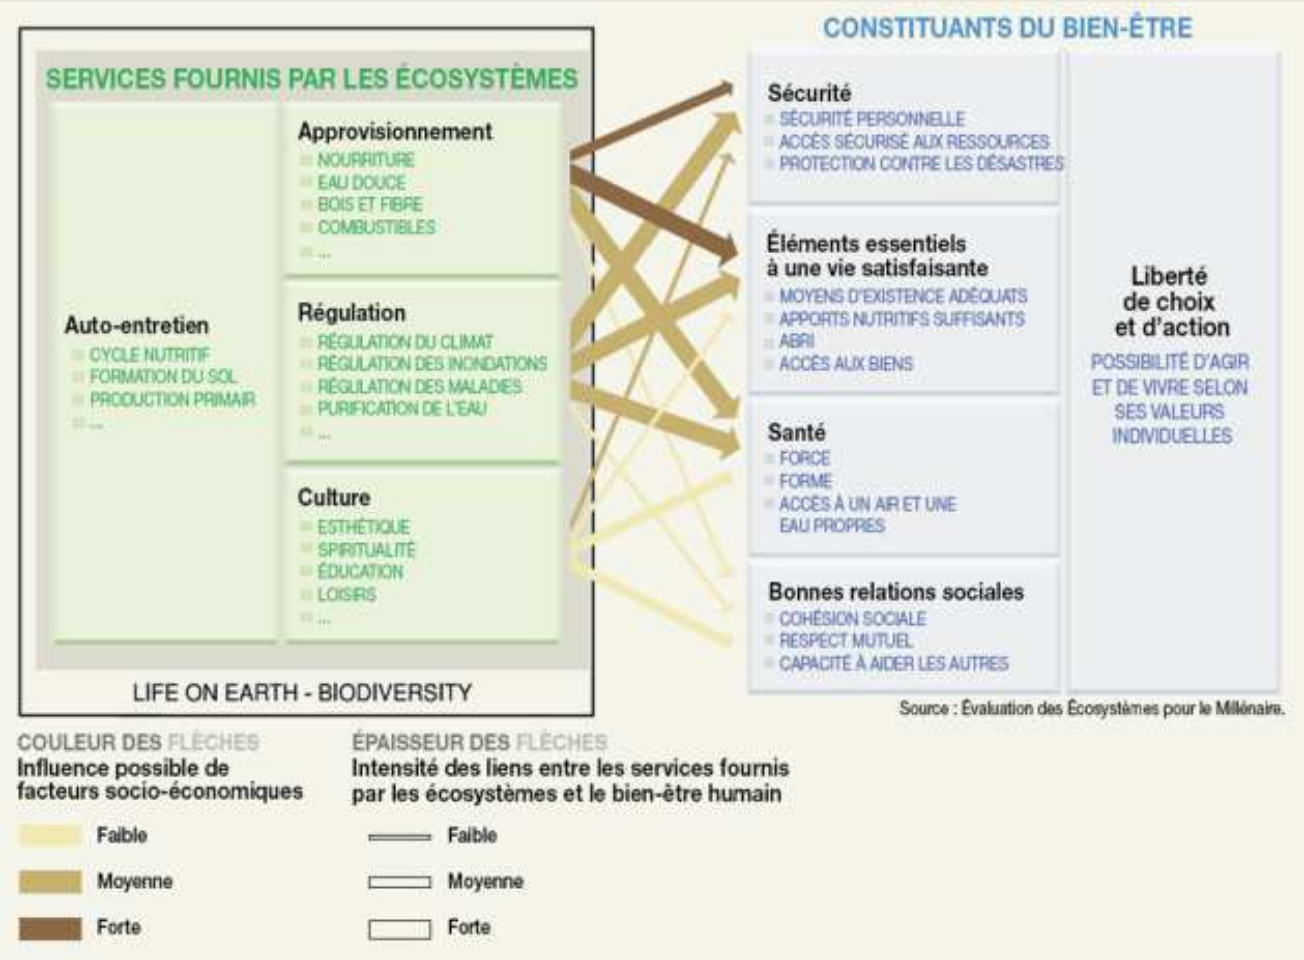 CONSTITUANTS DU BIEN-ÊTRE
SERVICES FOURNIS PAR LES ÉCOSYSTÈMES
Auto-entretien
CYCLE NUTRITIF
FORMATION DU SOL
PRODUCTION PRIMAIR
...
Approvisionnement
NOURRITURE
EAU DOUCE
BOIS ET FIBRE
COMBUSTIBLES
...
Régulation
RÉGULATION DU CLIMAT
RÉGULATION DES INONDATIONS
RÉGULATION DES MALADIES
PURIFICATION DE L'EAU
...
Culture
ESTHÉTIQUE
SPIRITUALITÉ
ÉDUCATION
LOISIRS
...
LIFE ON EARTH - BIODIVERSITY
Sécurité
SÉCURITÉ PERSONNELLE
ACCÈS SÉCURISÉ AUX RESSOURCES
PROTECTION CONTRE LES DÉSASTRES
Éléments essentiels
à une vie satisfaisante
MOYENS D'EXISTENCE ADÉQUATS
APPORTS NUTRITIFS SUFFISANTS
ABRI
ACCÈS AUX BIENS
Santé
FORCE
FORME
ACCÈS À UN AIR ET UNE
EAU PROPRES
Bonnes relations sociales
COHÉSION SOCIALE
RESPECT MUTUEL
CAPACITÉ À AIDER LES AUTRES
Liberté
de choix
et d'action
POSSIBILITÉ D'AGIR
ET DE VIVRE SELON
SES VALEURS
INDIVIDUELLES
Source : Évaluation des Écosystèmes pour le Millénaire.
COULEUR DES FLÈCHES
Influence possible de
facteurs socio-économiques
Faible
Moyenne
Forte
ÉPAISSEUR DES FLÈCHES
Intensité des liens entre les services fournis
par les écosystèmes et le bien-être humain
Faible
Moyenne
Forte